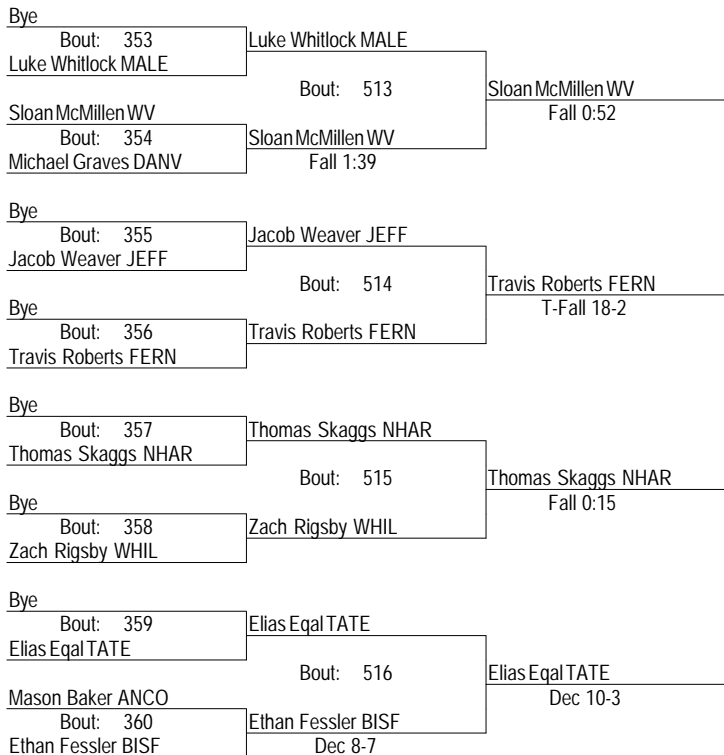 Bye
Bout: 353
Luke Whitlock MALE
Luke Whitlock MALE
Bout: 513
Sloan McMillen WV
Fall 0:52
Sloan McMillen WV
Bout: 354
Michael Graves DANV
Sloan McMillen WV
Fall 1:39
Bye
Bout: 355
Jacob Weaver JEFF
Jacob Weaver JEFF
Bout: 514
Travis Roberts FERN
T-Fall 18-2
Bye
Bout: 356
Travis Roberts FERN
Travis Roberts FERN
Bye
Bout: 357
Thomas Skaggs NHAR
Thomas Skaggs NHAR
Bout: 515
Thomas Skaggs NHAR
Fall 0:15
Bye
Bout: 358
Zach Rigsby WHIL
Zach Rigsby WHIL
Bye
Bout: 359
Elias Eqal TATE
Elias Eqal TATE
Bout: 516
Elias Eqal TATE
Dec 10-3
Mason Baker ANCO
Bout: 360
Ethan Fessler BISF
Ethan Fessler BISF
Dec 8-7